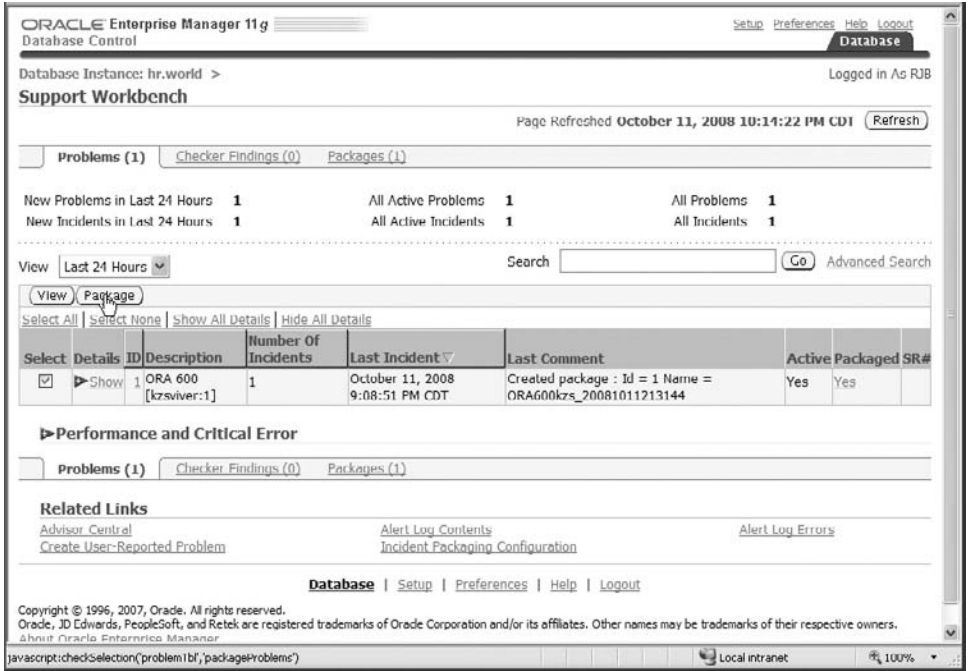 ORACLE Enterprise Manager 11g
Setup Preferences Help Logout
Database Control
Database
Database Instance: hr.world >
Logged in As RJB
Support Workbench
Page Refreshed October 11, 2008 10:14:22 PM CDT Refresh
Problems (1) Checker Findings (0) Packages (1)
New Problems in Last 24 Hours 1 All Active Problems 1 All Problems 1
New Incidents in Last 24 Hours 1 All Active Incidents 1 All Incidents 1
View Last 24 Hours Search Go Advanced Search
View Package
Select All | Select None | Show All Details | Hide All Details
Select Details ID Description Number Of Incidents Last Incident Last Comment Active Packaged SR#
Show 1 ORA 600 [kzsviver:1] 1 October 11, 2008 9:08:51 PM CDT Created package : Id = 1 Name = ORA600kzs_20081011213144 Yes Yes
Performance and Critical Error
Problems (1) Checker Findings (0) Packages (1)
Related Links
Advisor Central Alert Log Contents Alert Log Errors
Create User-Reported Problem Incident Packaging Configuration
Database | Setup | Preferences | Help | Logout
Copyright © 1996, 2007, Oracle. All rights reserved.
Oracle, JD Edwards, PeopleSoft, and Retek are registered trademarks of Oracle Corporation and/or its affiliates. Other names may be trademarks of their respective owners.
About Oracle Enterprise Manager
javascript:checkSelection('problemTbl','packageProblems') Local intranet 100%